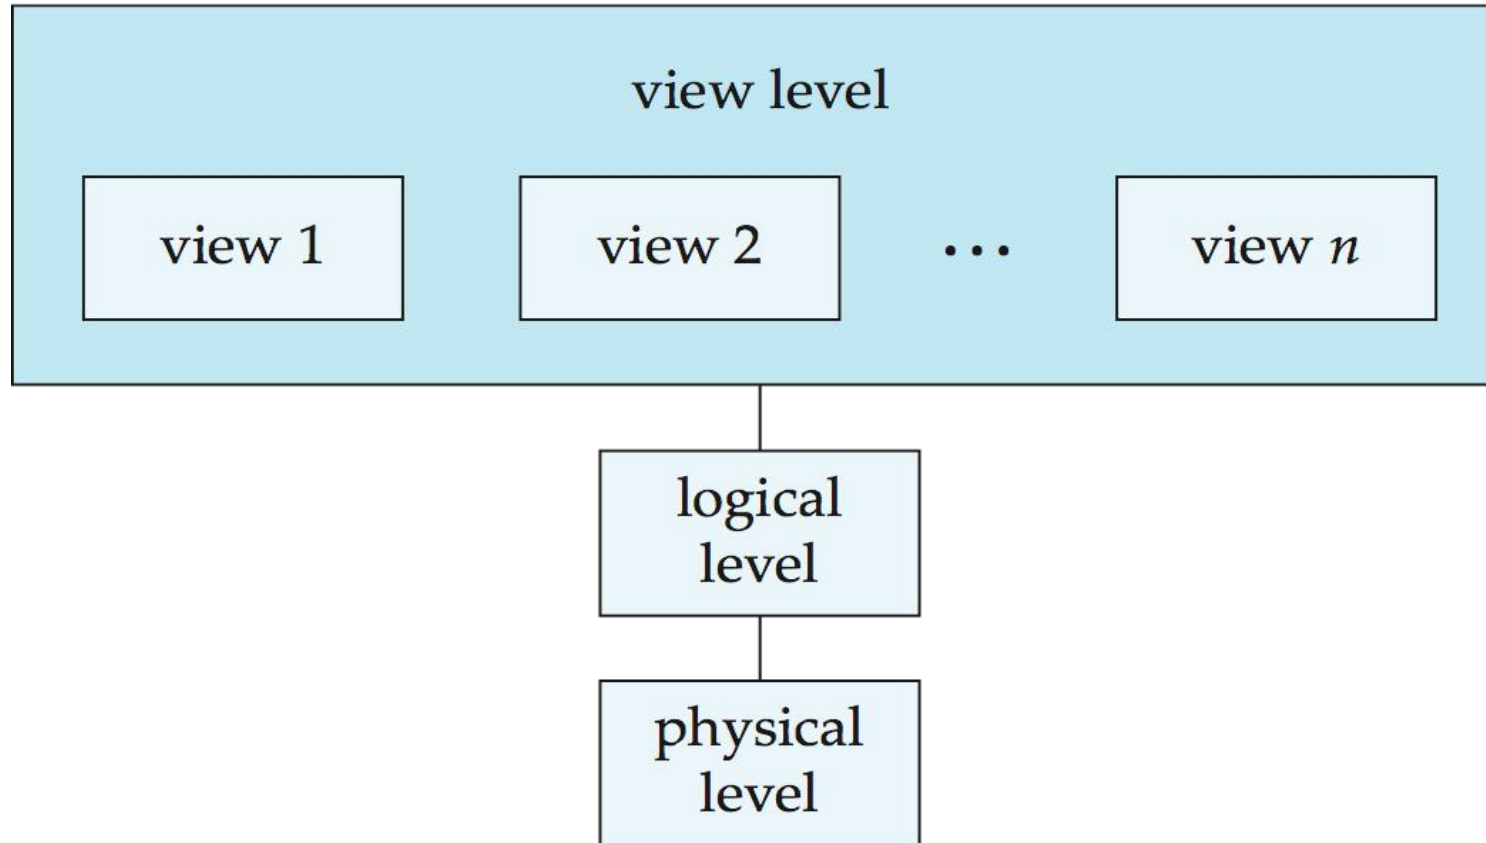 view level
view 1
view 2
...
view n
logical
level
physical
level